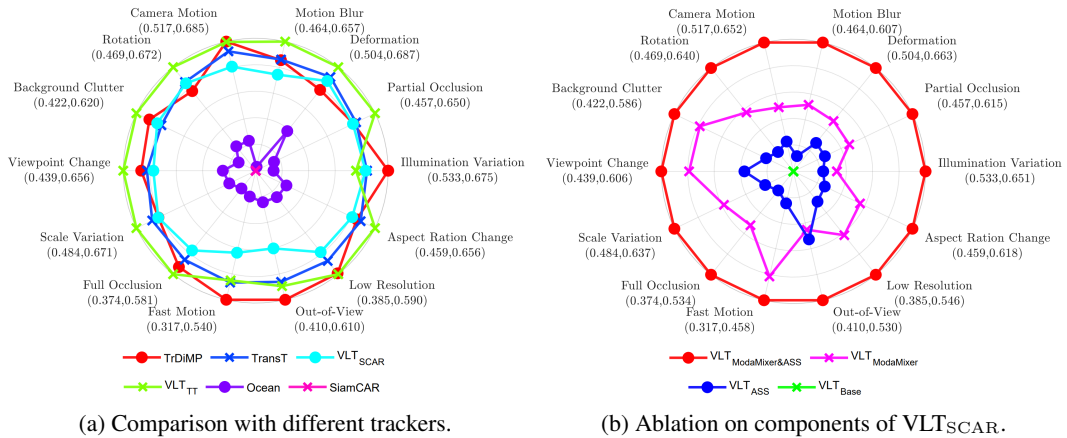 Camera Motion
(0.517,0.685)
Motion Blur
(0.464,0.657)
Rotation
(0.469,0.672)
Deformation
(0.504,0.687)
Background Clutter
(0.422,0.620)
Partial Occlusion
(0.457,0.650)
Viewpoint Change
(0.439,0.656)
Illumination Variation
(0.533,0.675)
Scale Variation
(0.484,0.671)
Aspect Ration Change
(0.459,0.656)
Full Occlusion
(0.374,0.581)
Low Resolution
(0.385,0.590)
Fast Motion
(0.317,0.540)
Out-of-View
(0.410,0.610)
TrDiMP TransT VLT_SCAR
VLT_TT Ocean SiamCAR
(a) Comparison with different trackers.
Camera Motion
(0.517,0.652)
Motion Blur
(0.464,0.607)
Rotation
(0.469,0.640)
Deformation
(0.504,0.663)
Background Clutter
(0.422,0.586)
Partial Occlusion
(0.457,0.615)
Viewpoint Change
(0.439,0.606)
Illumination Variation
(0.533,0.651)
Scale Variation
(0.484,0.637)
Aspect Ration Change
(0.459,0.618)
Full Occlusion
(0.374,0.534)
Low Resolution
(0.385,0.546)
Fast Motion
(0.317,0.458)
Out-of-View
(0.410,0.530)
VLT_ModaMixer&ASS VLT_ModaMixer
VLT_ASS VLT_Base
(b) Ablation on components of VLT_SCAR.